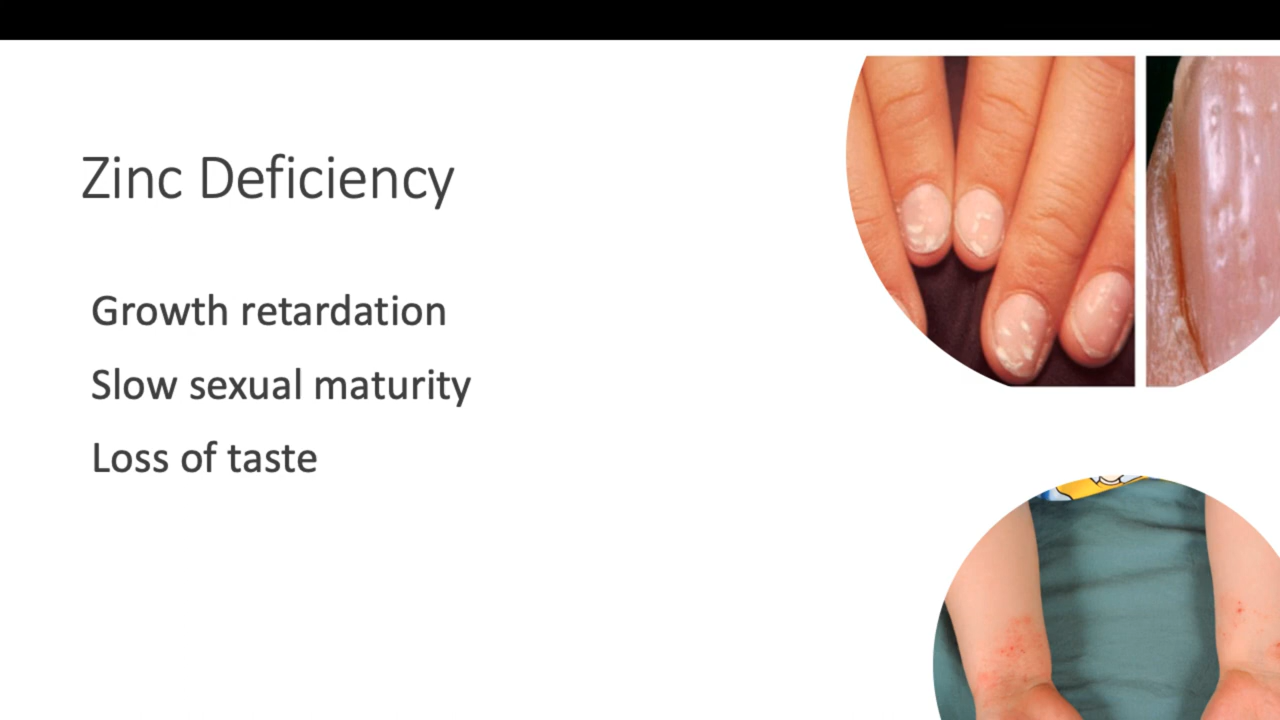 Zinc Deficiency
Growth retardation
Slow sexual maturity
Loss of taste